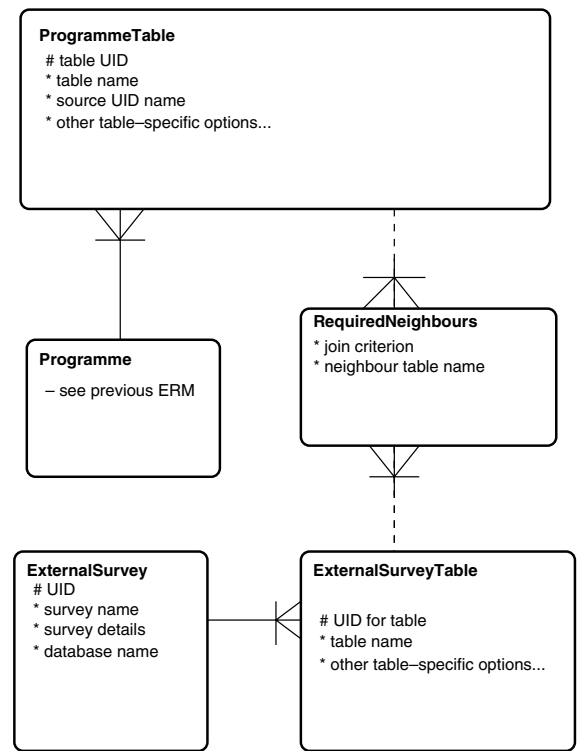 ProgrammeTable
# table UID
* table name
* source UID name
* other table–specific options...
Programme
– see previous ERM
RequiredNeighbours
* join criterion
* neighbour table name
ExternalSurvey
# UID
* survey name
* survey details
* database name
ExternalSurveyTable
# UID for table
* table name
* other table–specific options...